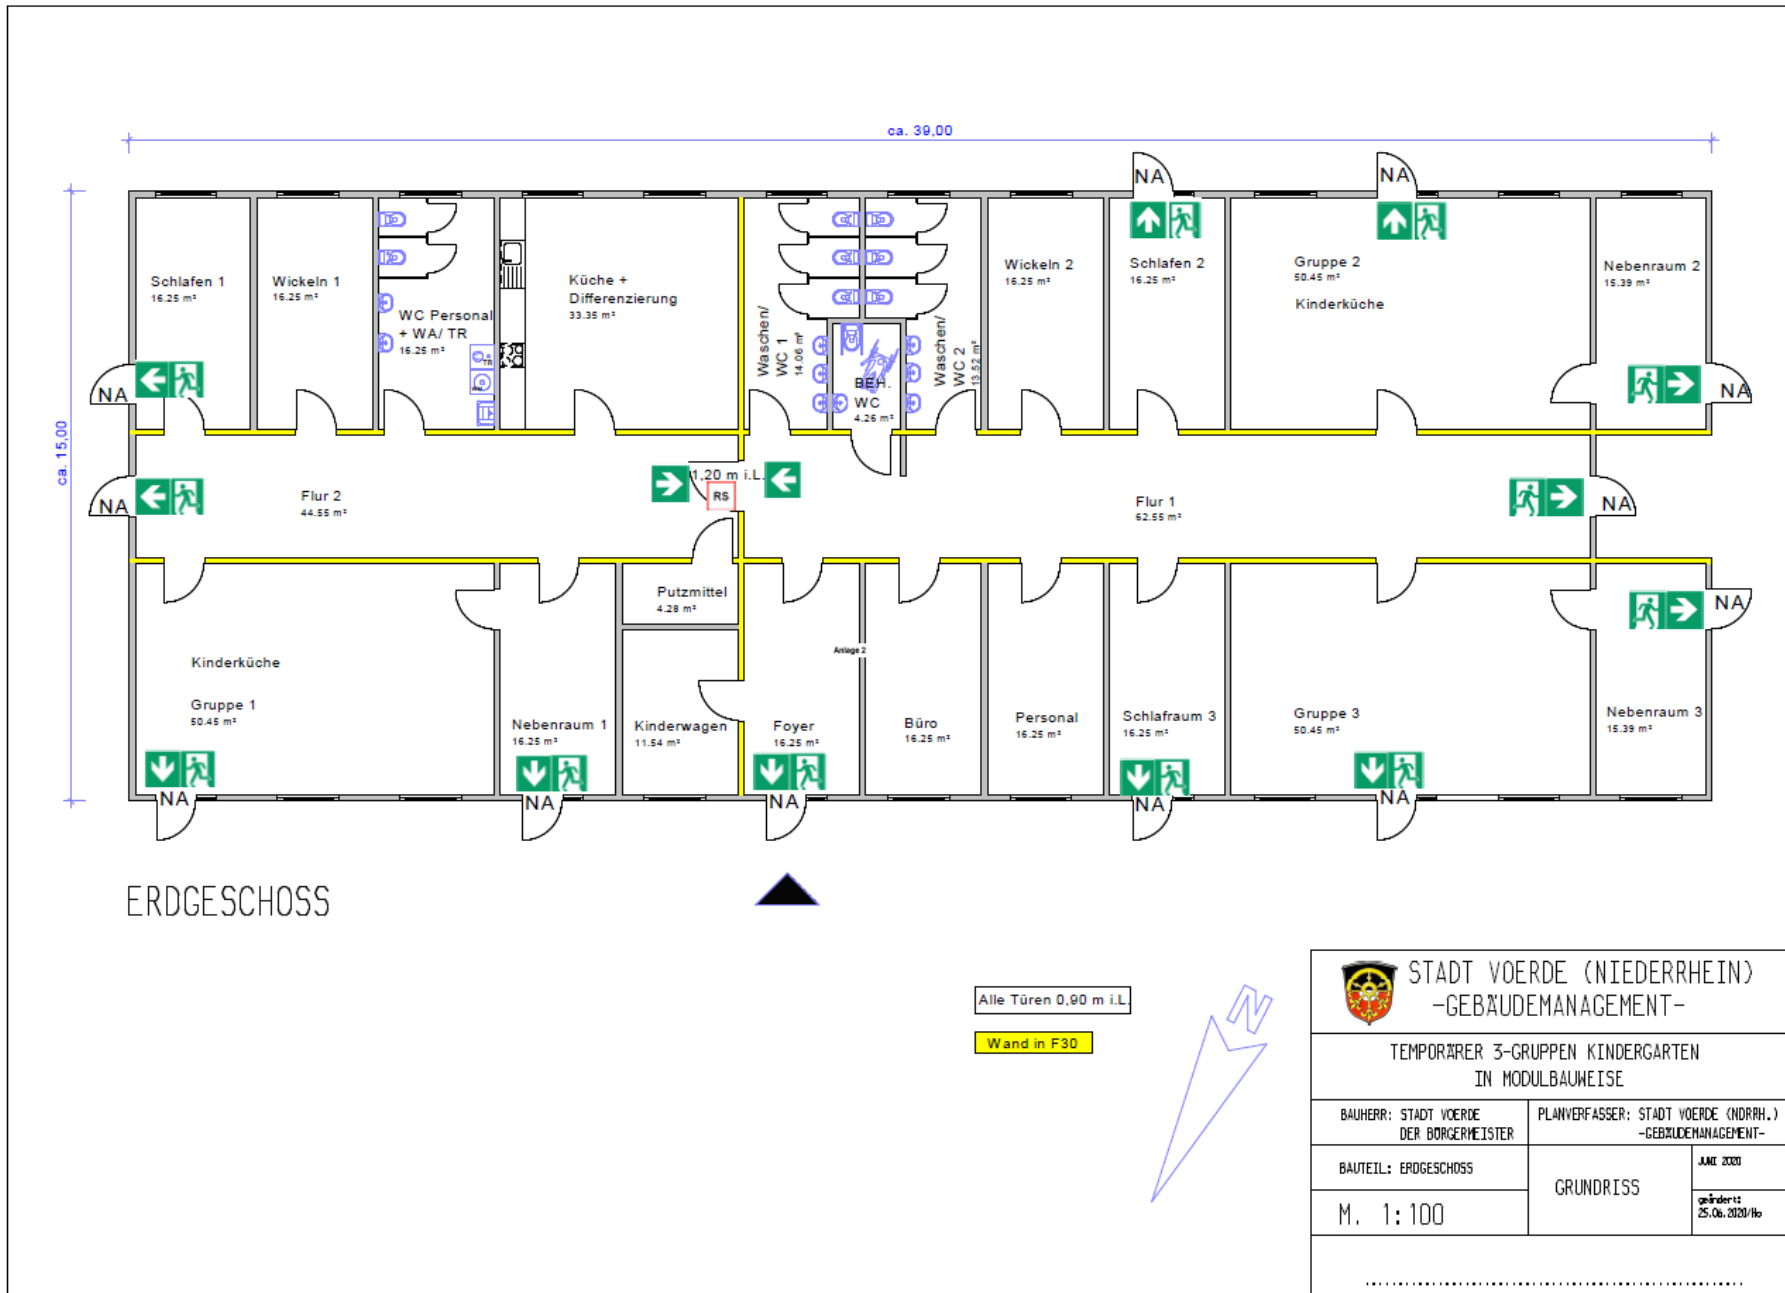 ca. 39,00
ca. 15,00
NA
NA
Schlafen 1
16.25 m²
Wickeln 1
16.25 m²
WC Personal
+ WA/ TR
16.25 m²
TR
Küche +
Differenzierung
33.35 m²
Waschen/
WC 1
14.06 m²
BEH.
WC
4.26 m²
Waschen/
WC 2
13.52 m²
Wickeln 2
16.25 m²
Schlafen 2
16.25 m²
Gruppe 2
50.45 m²
Kinderküche
Nebenraum 2
15.39 m²
NA
NA
NA
Flur 2
44.55 m²
1,20 m i.L.
RS
Flur 1
62.55 m²
NA
Putzmittel
4.28 m²
NA
Anlage 2
Kinderküche
Gruppe 1
50.45 m²
Nebenraum 1
16.25 m²
Kinderwagen
11.54 m²
Foyer
16.25 m²
Büro
16.25 m²
Personal
16.25 m²
Schlafraum 3
16.25 m²
Gruppe 3
50.45 m²
Nebenraum 3
15.39 m²
NA
NA
NA
NA
NA
ERDGESCHOSS
Alle Türen 0,90 m i.L.
Wand in F30
N
STADT VOERDE (NIEDERRHEIN)
-GEBÄUDEMANAGEMENT-
TEMPORÄRER 3-GRUPPEN KINDERGARTEN
IN MODULBAUWEISE
BAUHERR: STADT VOERDE
DER BÜRGERMEISTER
PLANVERFASSER: STADT VOERDE (NDRRH.)
-GEBÄUDEMANAGEMENT-
BAUTEIL: ERDGESCHOSS
GRUNDRISS
JUNI 2020
M. 1:100
geändert:
25.06.2020/Ho